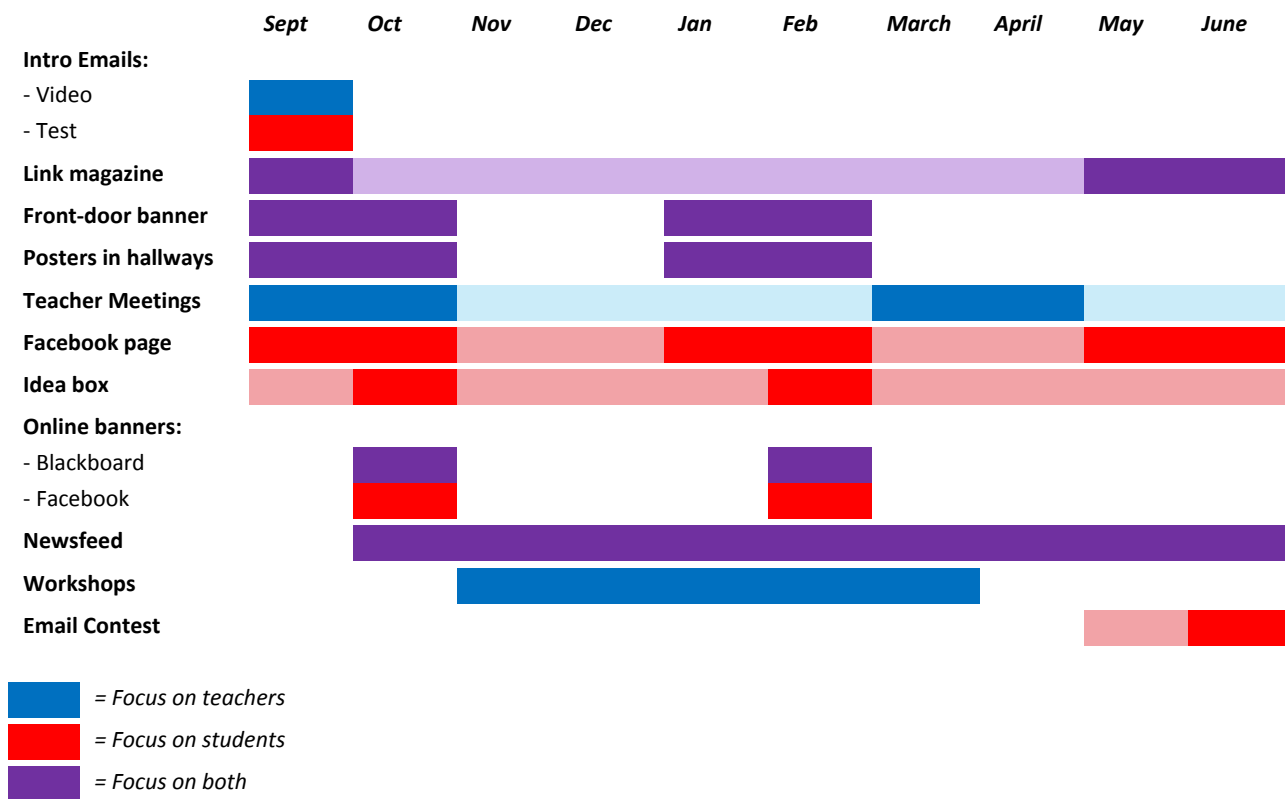 Sept Oct Nov Dec Jan Feb March April May June
Intro Emails:
- Video
- Test
Link magazine
Front-door banner
Posters in hallways
Teacher Meetings
Facebook page
Idea box
Online banners:
- Blackboard
- Facebook
Newsfeed
Workshops
Email Contest
= Focus on teachers
= Focus on students
= Focus on both